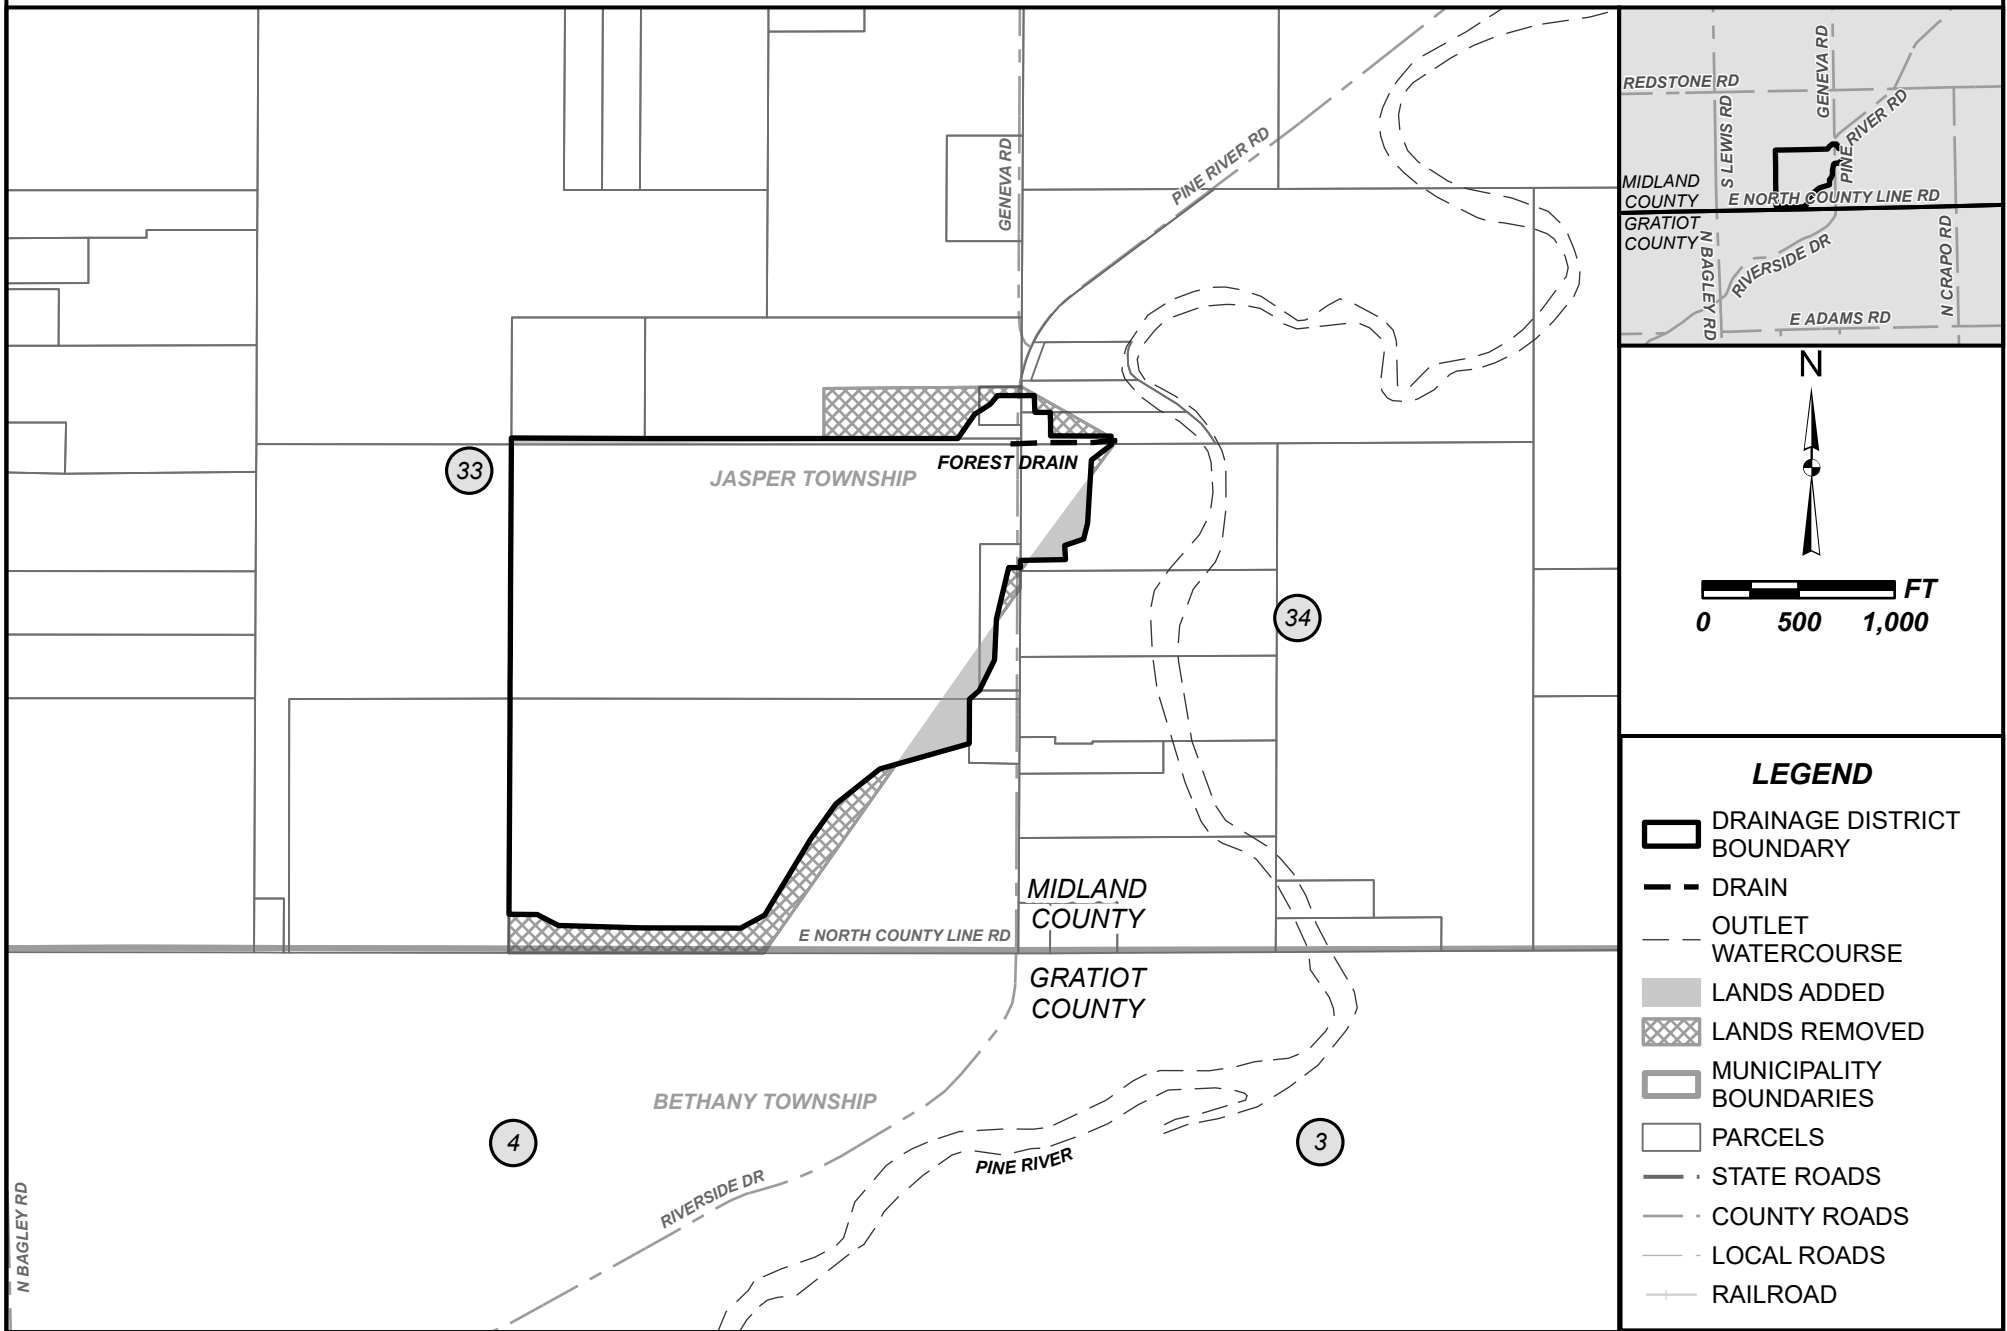 GENEVA RD
PINE RIVER RD
33
JASPER TOWNSHIP
FOREST DRAIN
34
MIDLAND
COUNTY
E NORTH COUNTY LINE RD
GRATIOT
COUNTY
BETHANY TOWNSHIP
4
3
PINE RIVER
RIVERSIDE DR
N BAGLEY RD
REDSTONE RD
GENEVA RD
S LEWIS RD
PINE RIVER RD
MIDLAND
COUNTY
E NORTH COUNTY LINE RD
GRATIOT
COUNTY
N BAGLEY RD
RIVERSIDE DR
N CRAPO RD
E ADAMS RD
N
FT
0 500 1,000
LEGEND
DRAINAGE DISTRICT
BOUNDARY
DRAIN
OUTLET
WATERCOURSE
LANDS ADDED
LANDS REMOVED
MUNICIPALITY
BOUNDARIES
PARCELS
STATE ROADS
COUNTY ROADS
LOCAL ROADS
RAILROAD